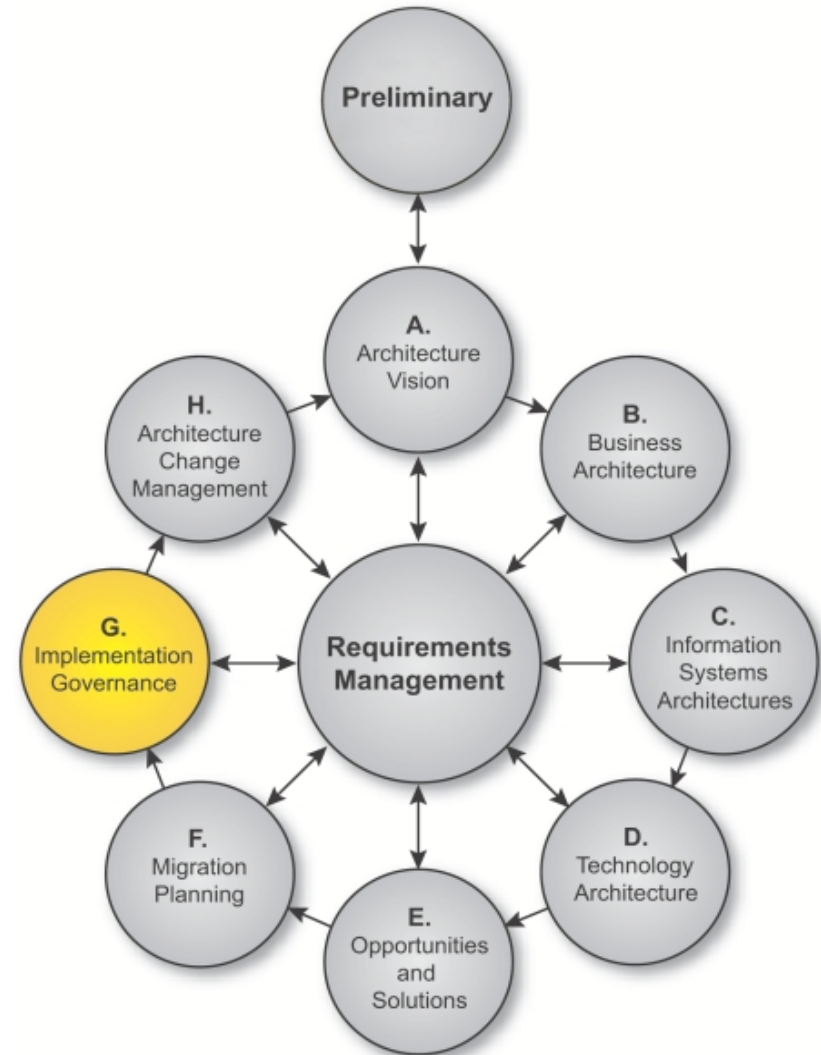 Preliminary
A.
Architecture
Vision
B.
Business
Architecture
C.
Information
Systems
Architectures
D.
Technology
Architecture
E.
Opportunities
and
Solutions
F.
Migration
Planning
G.
Implementation
Governance
H.
Architecture
Change
Management
Requirements
Management